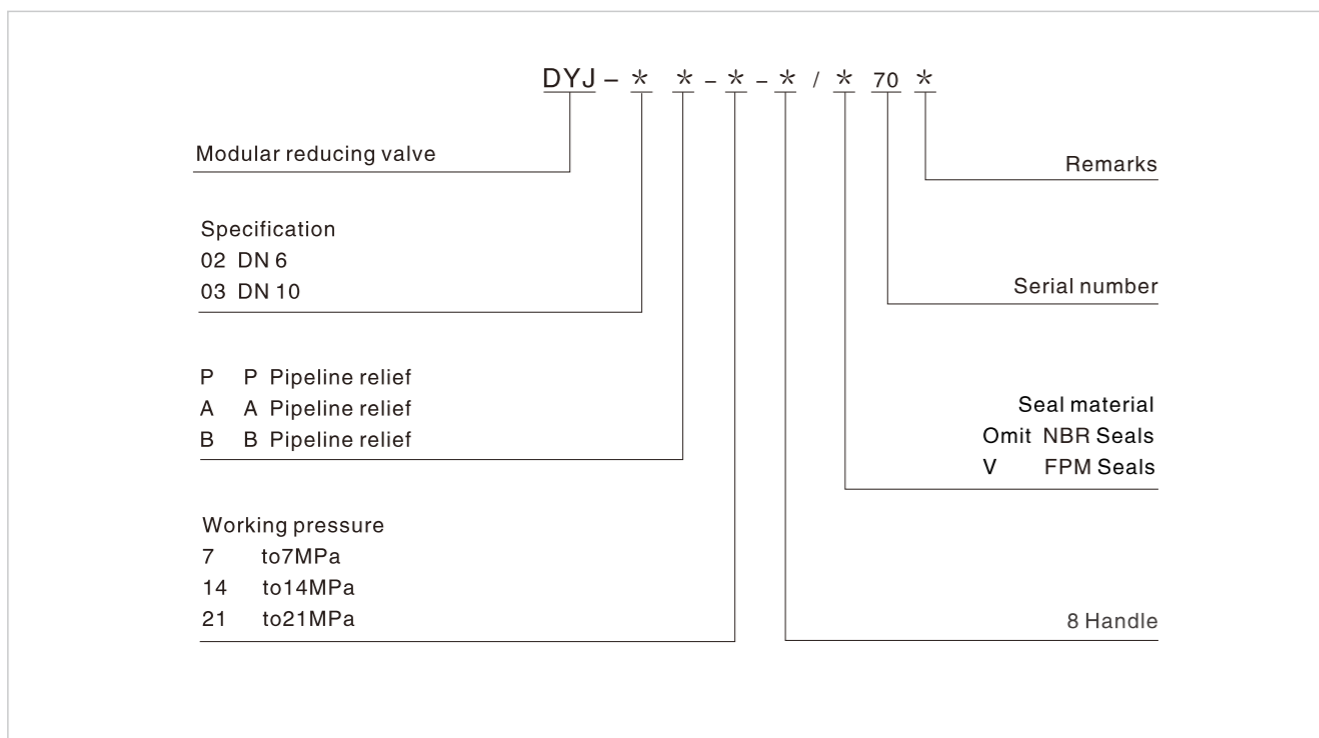 DYJ – * * – * – * / * 70 *
Modular reducing valve
Specification
02 DN 6
03 DN 10
P P Pipeline relief
A A Pipeline relief
B B Pipeline relief
Working pressure
7 to7MPa
14 to14MPa
21 to21MPa
Remarks
Serial number
Seal material
Omit NBR Seals
V FPM Seals
8 Handle